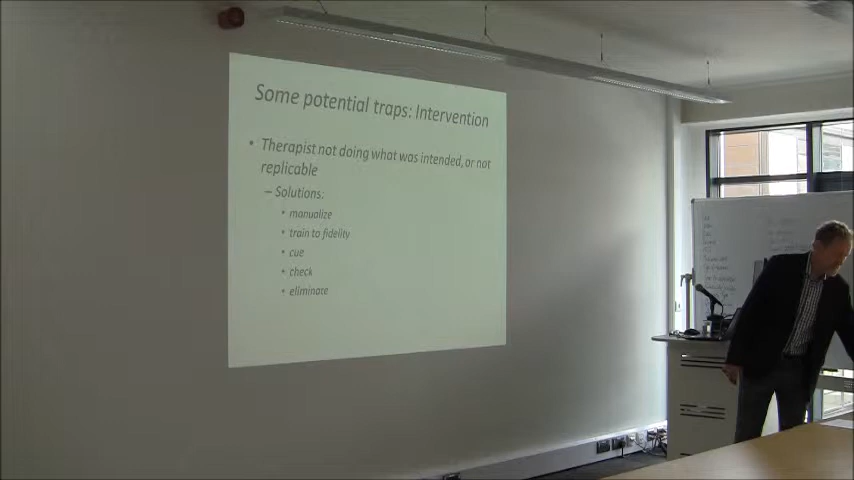 Some potential traps: Intervention
• Therapist not doing what was intended, or not
replicable
– Solutions:
• manualize
• train to fidelity
• cue
• check
• eliminate